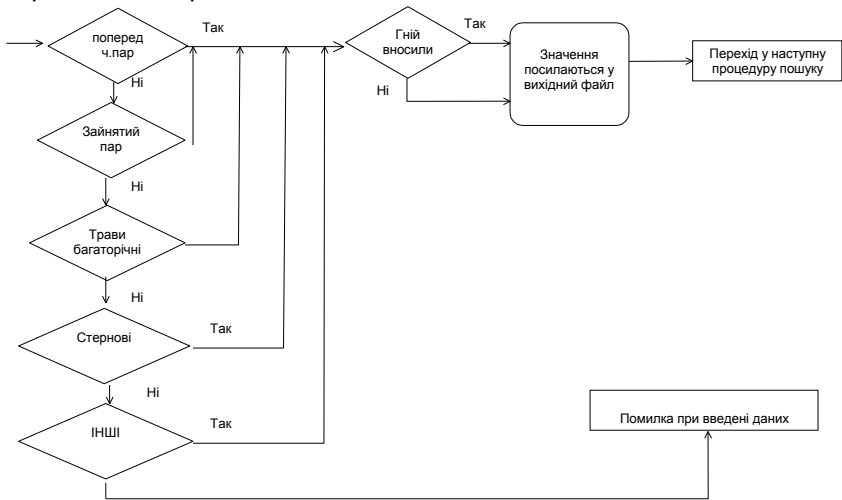 поперед
ч.пар
Так
Гній
вносили
Так
Значення
посилаються у
вихідний файл
Перехід у наступну
процедуру пошуку
Ні
Ні
Зайнятий
пар
Ні
Трави
багаторічні
Ні
Стернові
Так
Ні
ІНШІ
Так
Помилка при введені даних